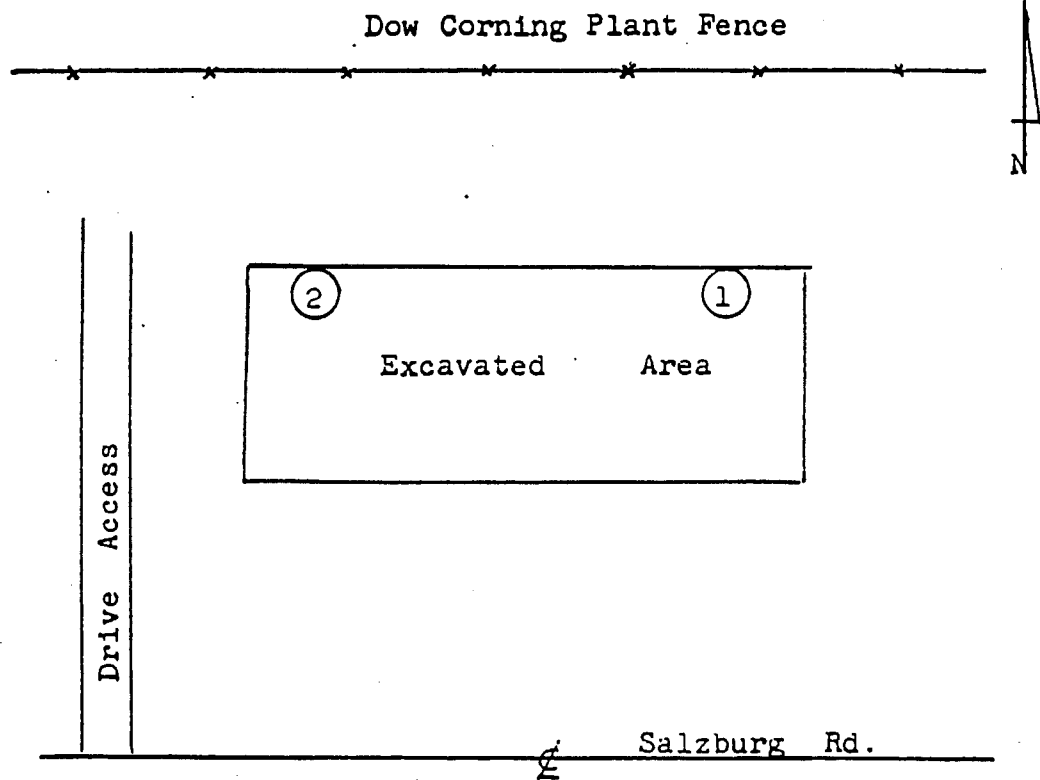 Dow Corning Plant Fence
N
2
1
Excavated Area
Drive Access
Salzburg Rd.
℄